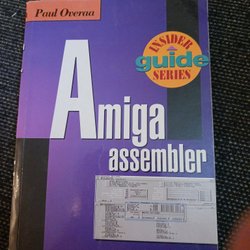 Paul Overaa
INSIDER
guide
SERIES
Amiga
assembler